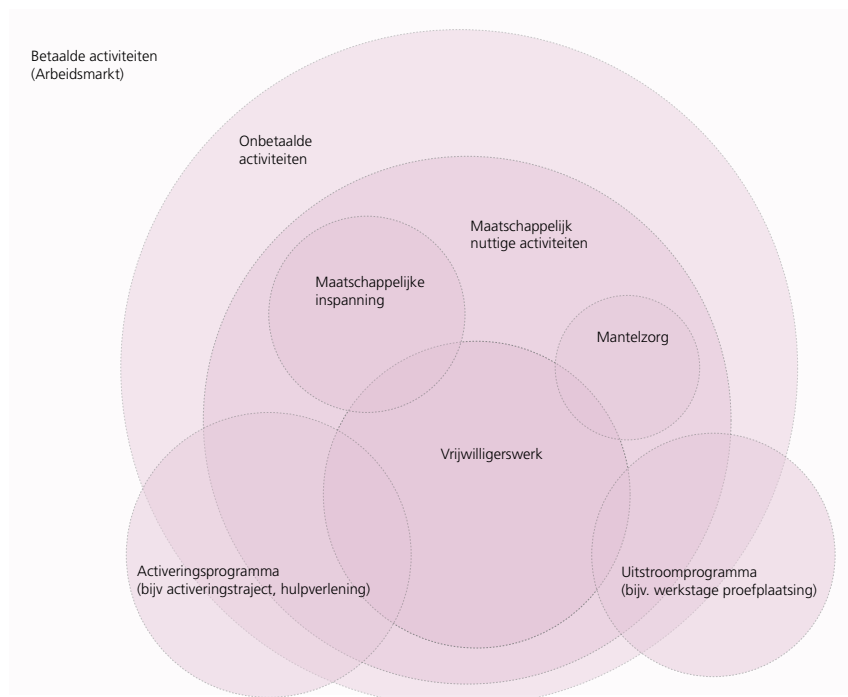 Betaalde activiteiten
(Arbeidsmarkt)
Onbetaalde
activiteiten
Maatschappelijk
nuttige activiteiten
Maatschappelijke
inspanning
Mantelzorg
Vrijwilligerswerk
Activeringsprogramma
(bijv activeringstraject, hulpverlening)
Uitstroomprogramma
(bijv. werkstage proefplaatsing)